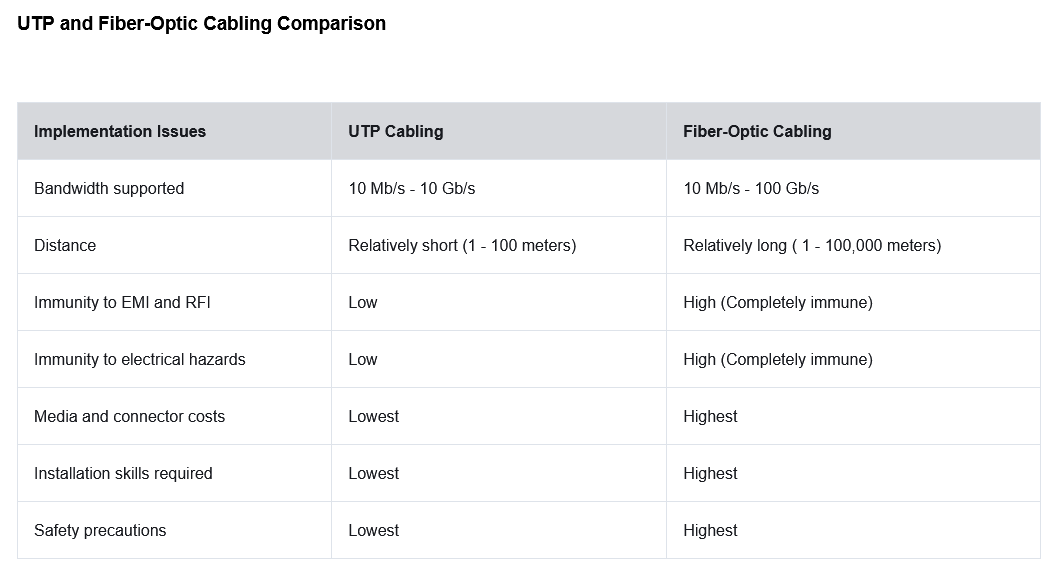 UTP and Fiber-Optic Cabling Comparison
Implementation Issues UTP Cabling Fiber-Optic Cabling
Bandwidth supported 10 Mb/s - 10 Gb/s 10 Mb/s - 100 Gb/s
Distance Relatively short (1 - 100 meters) Relatively long ( 1 - 100,000 meters)
Immunity to EMI and RFI Low High (Completely immune)
Immunity to electrical hazards Low High (Completely immune)
Media and connector costs Lowest Highest
Installation skills required Lowest Highest
Safety precautions Lowest Highest